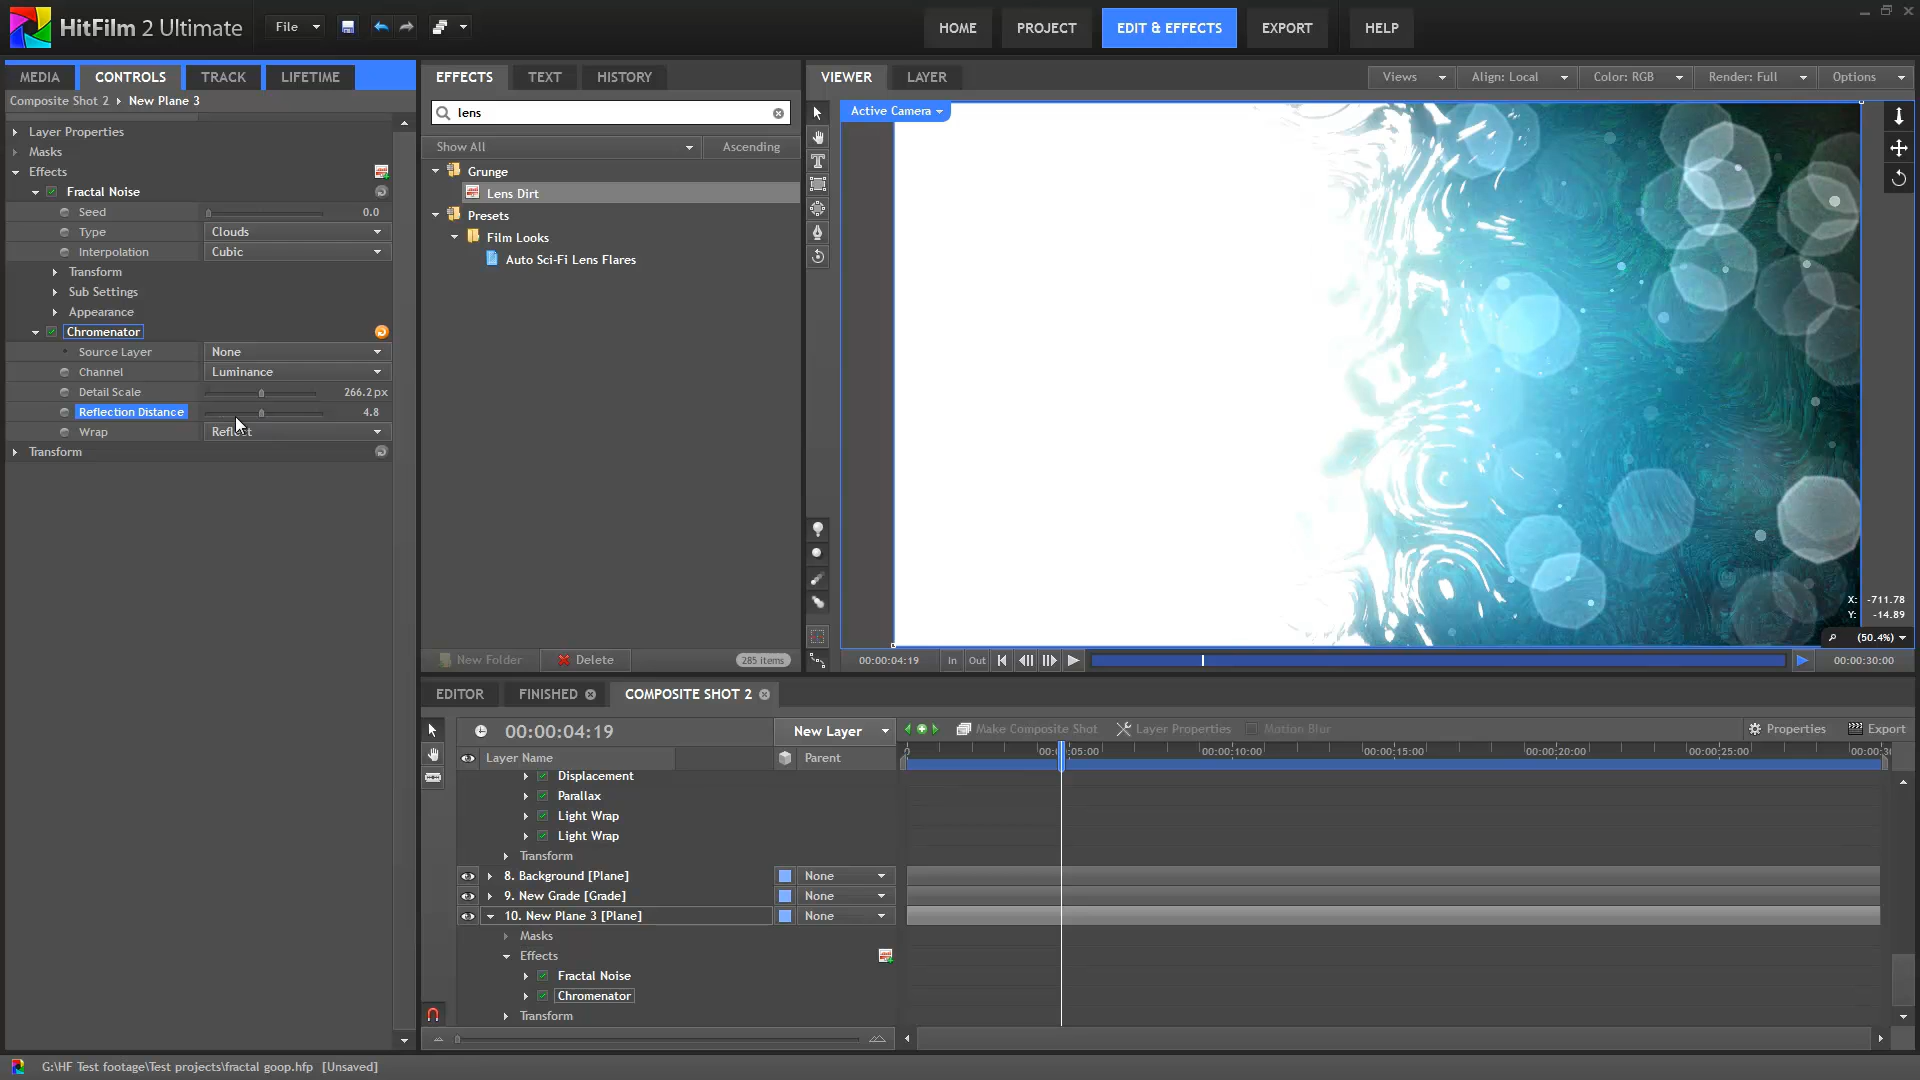 HitFilm 2 Ultimate
File
HOME
PROJECT
EDIT & EFFECTS
EXPORT
HELP
MEDIA
CONTROLS
TRACK
LIFETIME
Composite Shot 2 New Plane 3
Layer Properties
Masks
Effects
Fractal Noise
Seed 0.0
Type Clouds
Interpolation Cubic
Transform
Sub Settings
Appearance
Chromenator
Source Layer None
Channel Luminance
Detail Scale 266.2 px
Reflection Distance 4.8
Wrap Reflect
Transform
EFFECTS
TEXT
HISTORY
lens
Show All
Ascending
Grunge
Lens Dirt
Presets
Film Looks
Auto Sci-Fi Lens Flares
New Folder
Delete
285 items
VIEWER
LAYER
Views
Align: Local
Color: RGB
Render: Full
Options
Active Camera
X: -711.78
Y: -14.89
(50.4%)
00:00:04:19
In
Out
00:00:30:00
EDITOR
FINISHED
COMPOSITE SHOT 2
00:00:04:19
New Layer
Make Composite Shot
Layer Properties
Motion Blur
Properties
Export
Layer Name
Parent
0
00:00:05:00
00:00:10:00
00:00:15:00
00:00:20:00
00:00:25:00
Displacement
Parallax
Light Wrap
Light Wrap
Transform
8. Background [Plane] None
9. New Grade [Grade] None
10. New Plane 3 [Plane] None
Masks
Effects
Fractal Noise
Chromenator
Transform
G:\HF Test footage\Test projects\fractal goop.hfp [Unsaved]